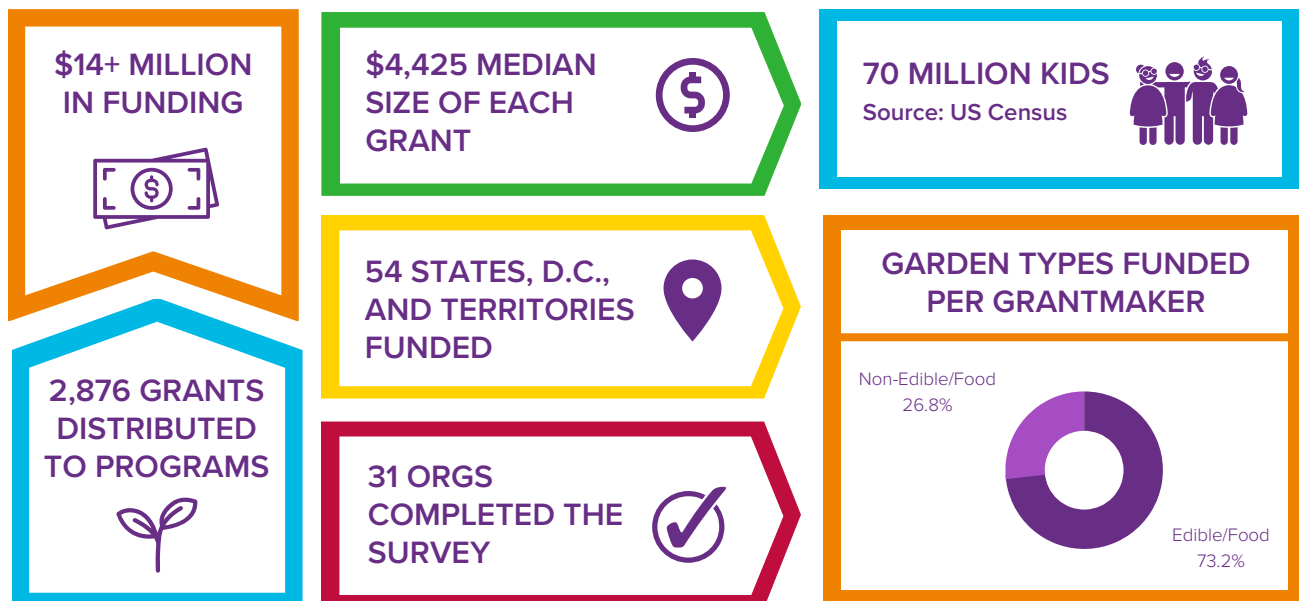 $14+ MILLION
IN FUNDING
2,876 GRANTS
DISTRIBUTED
TO PROGRAMS
$4,425 MEDIAN
SIZE OF EACH
GRANT
54 STATES, D.C.,
AND TERRITORIES
FUNDED
31 ORGS
COMPLETED THE
SURVEY
70 MILLION KIDS
Source: US Census
GARDEN TYPES FUNDED
PER GRANTMAKER
Non-Edible/Food
26.8%
Edible/Food
73.2%